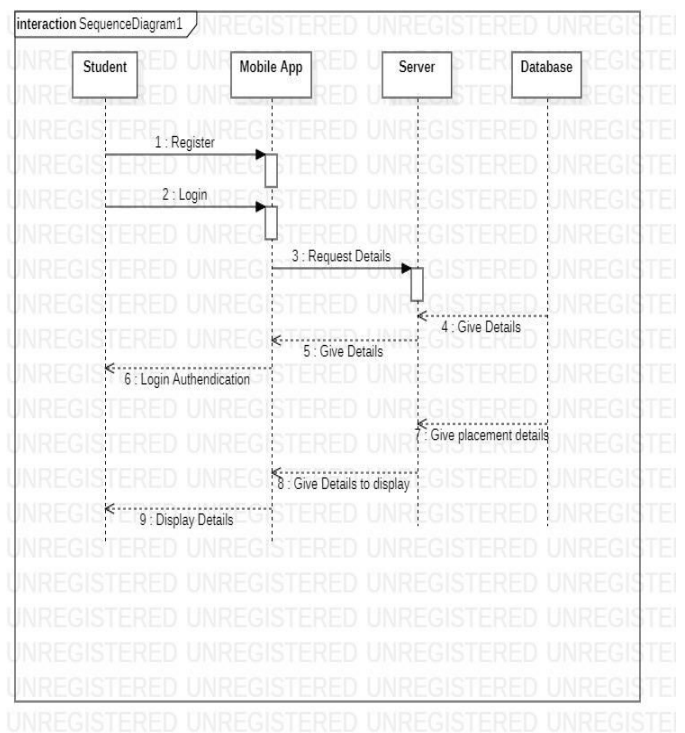 interaction SequenceDiagram1
Student
Mobile App
Server
Database
1 : Register
2 : Login
3 : Request Details
4 : Give Details
5 : Give Details
6 : Login Authendication
7 : Give placement details
8 : Give Details to display
9 : Display Details
UNREGISTERED